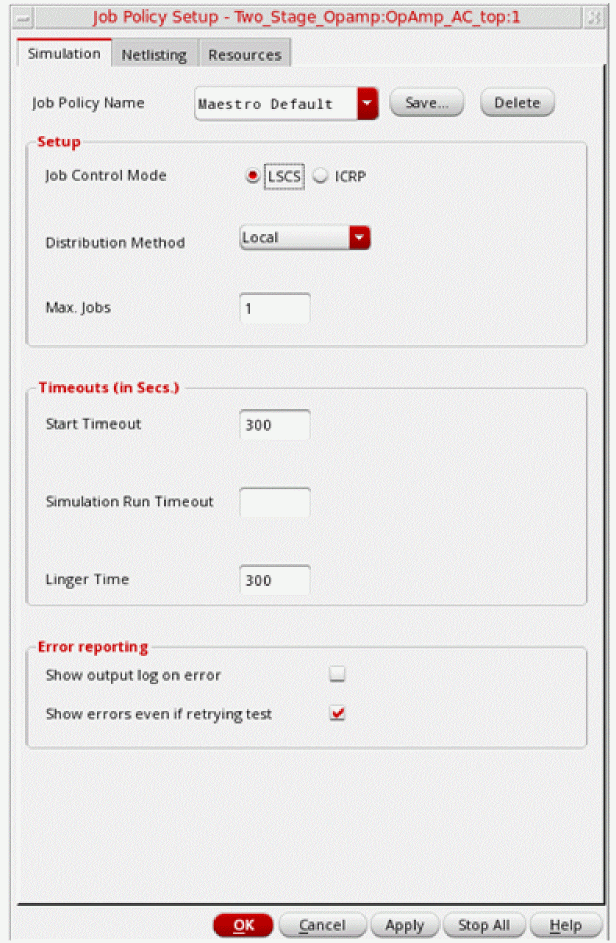 Job Policy Setup - Two_Stage_Opamp:OpAmp_AC_top:1
Simulation Netlisting Resources
Job Policy Name Maestro Default Save... Delete
Setup
Job Control Mode LSCS ICRP
Distribution Method Local
Max. Jobs 1
Timeouts (in Secs.)
Start Timeout 300
Simulation Run Timeout
Linger Time 300
Error reporting
Show output log on error
Show errors even if retrying test
OK Cancel Apply Stop All Help